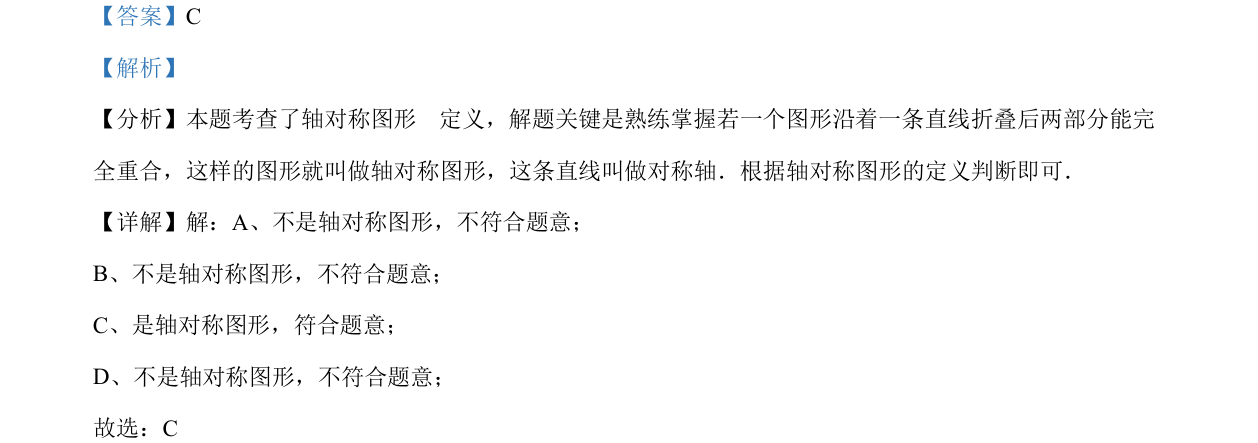 【答案】C
【解析】
【分析】本题考查了轴对称图形 定义，解题关键是熟练掌握若一个图形沿着一条直线折叠后两部分能完
全重合，这样的图形就叫做轴对称图形，这条直线叫做对称轴．根据轴对称图形的定义判断即可．
【详解】解：A、不是轴对称图形，不符合题意；
B、不是轴对称图形，不符合题意；
C、是轴对称图形，符合题意；
D、不是轴对称图形，不符合题意；
故选：C